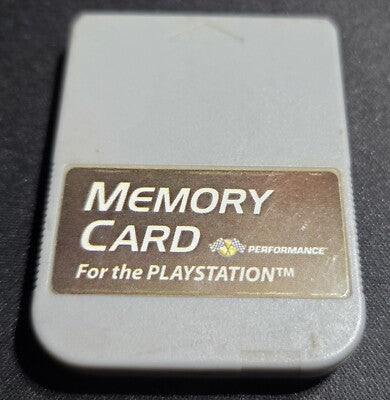 MEMORY
CARD PERFORMANCE
For the PLAYSTATION™